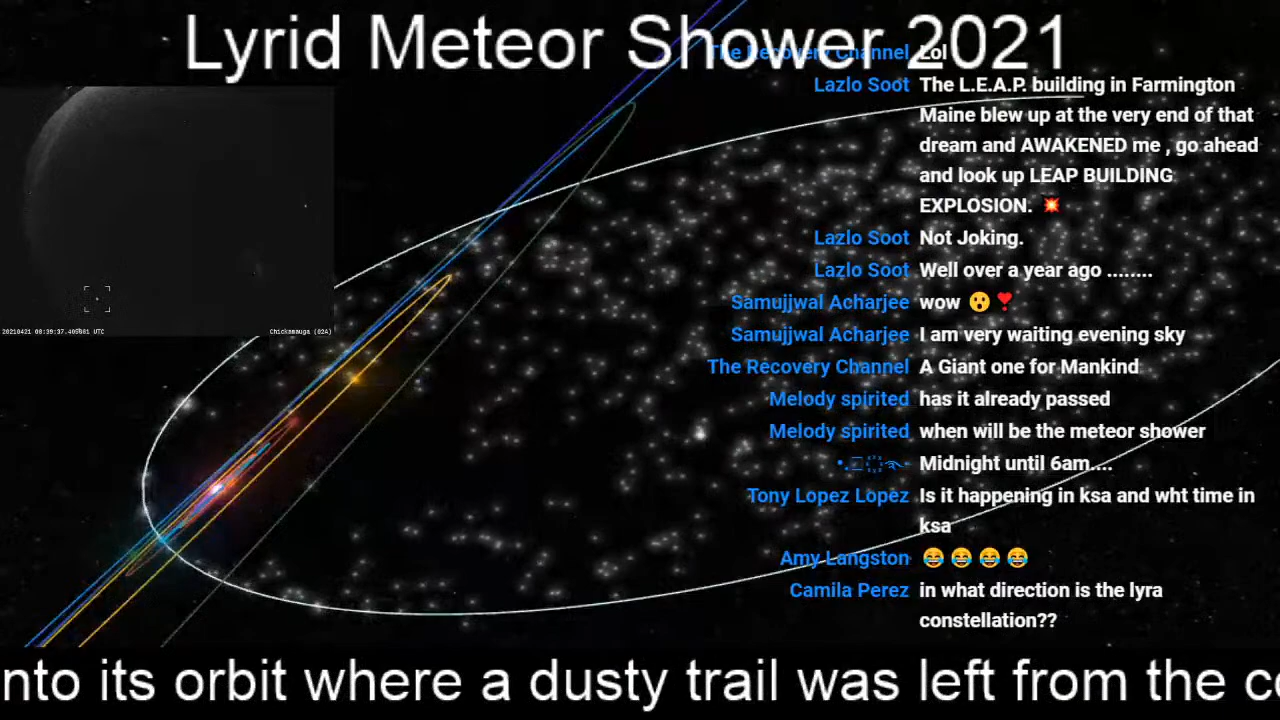 Lyrid Meteor Shower 2021
The Recovery Channel Lol
Lazlo Soot The L.E.A.P. building in Farmington
Maine blew up at the very end of that
dream and AWAKENED me , go ahead
and look up LEAP BUILDING
EXPLOSION. 💥
Lazlo Soot Not Joking.
Lazlo Soot Well over a year ago ........
Samujjwal Acharjee wow 😮❣
Samujjwal Acharjee I am very waiting evening sky
The Recovery Channel A Giant one for Mankind
Melody spirited has it already passed
Melody spirited when will be the meteor shower
Midnight until 6am....
Tony Lopez Lopez Is it happening in ksa and wht time in
ksa
Amy Langston 😂 😂 😂 😂
Camila Perez in what direction is the lyra
constellation??
UTC
Chickamauga (02A)
nto its orbit where a dusty trail was left from the c